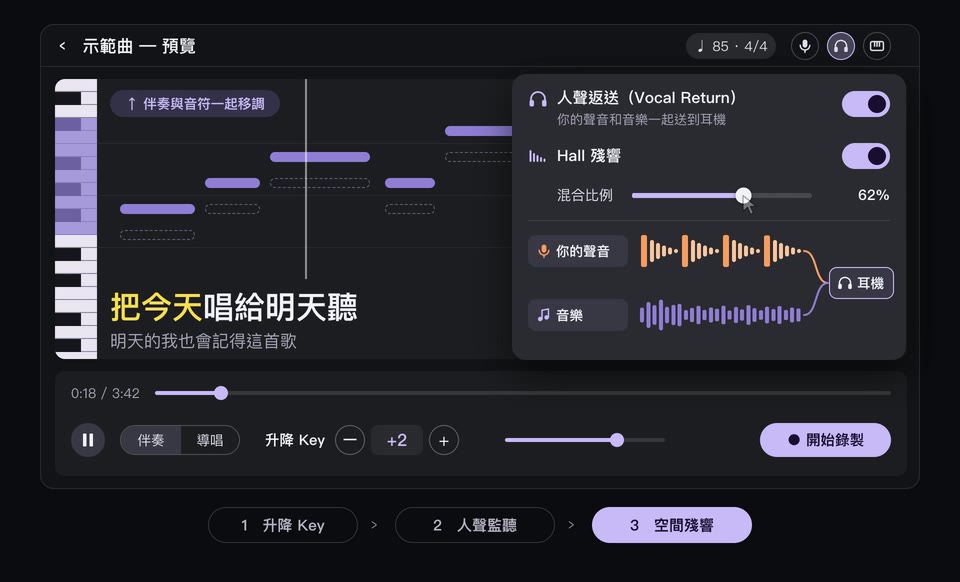 示範曲 — 預覽
♩ 85 · 4/4
↑ 伴奏與音符一起移調
人聲返送（Vocal Return）
你的聲音和音樂一起送到耳機
Hall 殘響
混合比例
62%
你的聲音
耳機
音樂
把今天唱給明天聽
明天的我也會記得這首歌
0:18 / 3:42
伴奏
導唱
升降 Key
+2
開始錄製
1 升降 Key
2 人聲監聽
3 空間殘響